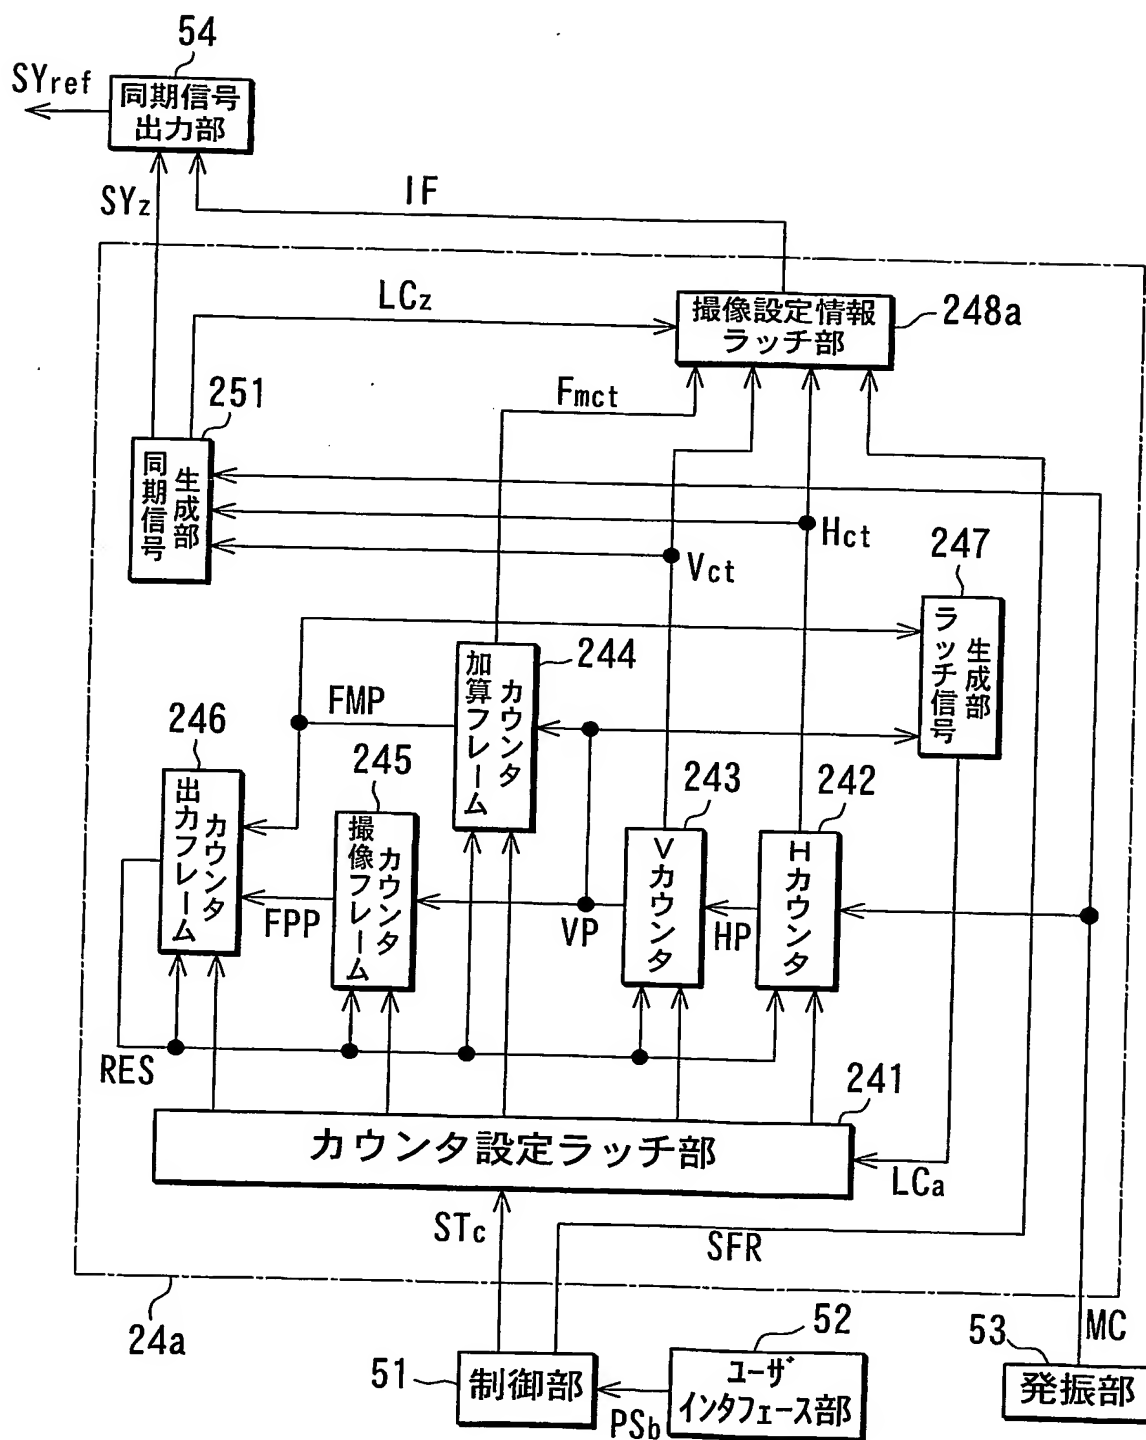 54
SYref
同期信号
出力部
SYz
IF
LCz
撮像設定情報
ラッチ部
248a
Fmct
251
同期信号
生成部
Hct
Vct
247
ラッチ信号
生成部
244
加算フレーム
カウンタ
FMP
246
出力フレーム
カウンタ
245
撮像フレーム
カウンタ
243
Vカウンタ
242
Hカウンタ
FPP
VP
HP
RES
241
カウンタ設定ラッチ部
LCa
STc
SFR
24a
MC
51
制御部
52
ユーザ
インタフェース部
PSb
53
発振部